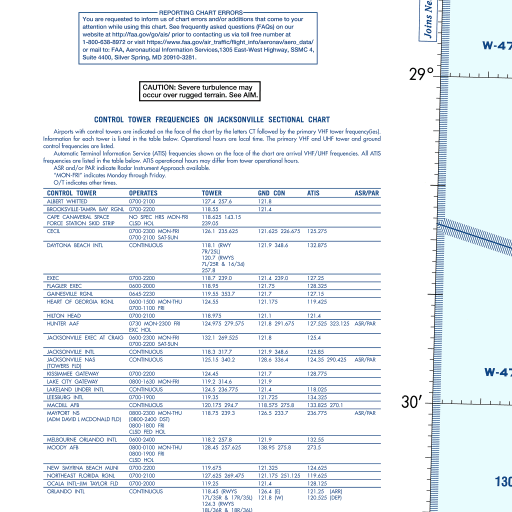 REPORTING CHART ERRORS
You are requested to inform us of chart errors and/or additions that come to your
attention while using this chart. See frequently asked questions (FAQs) on our
website at http://faa.gov/go/ais/ prior to contacting us via toll free number at
1-800-638-8972 or visit https://www.faa.gov/air_traffic/flight_info/aeronav/aero_data/
or mail to: FAA, Aeronautical Information Services,1305 East-West Highway, SSMC 4,
Suite 4400, Silver Spring, MD 20910-3281.
CAUTION: Severe turbulence may
occur over rugged terrain. See AIM.
CONTROL TOWER FREQUENCIES ON JACKSONVILLE SECTIONAL CHART
Airports with control towers are indicated on the face of the chart by the letters CT followed by the primary VHF tower frequency(ies).
Information for each tower is listed in the table below. Operational hours are local time. The primary VHF and UHF tower and ground
control frequencies are listed.
Automatic Terminal Information Service (ATIS) frequencies shown on the face of the chart are arrival VHF/UHF frequencies. All ATIS
frequencies are listed in the table below. ATIS operational hours may differ from tower operational hours.
ASR and/or PAR indicate Radar Instrument Approach available.
"MON-FRI" indicates Monday through Friday.
O/T indicates other times.
CONTROL TOWER OPERATES TOWER GND CON ATIS ASR/PAR
ALBERT WHITTED 0700-2100 127.4 257.6 121.8
BROOKSVILLE-TAMPA BAY RGNL 0700-2200 118.55 121.4
CAPE CANAVERAL SPACE NO SPEC HRS MON-FRI 118.625 143.15
FORCE STATION SKID STRIP CLSD HOL 239.05
CECIL 0700-2300 MON-FRI 126.1 235.625 121.625 226.675 125.275
0700-2100 SAT-SUN
DAYTONA BEACH INTL CONTINUOUS 118.1 (RWY 121.9 348.6 132.875
7R/25L)
120.7 (RWYS
7L/25R & 16/34)
257.8
EXEC 0700-2200 118.7 239.0 121.4 239.0 127.25
FLAGLER EXEC 0600-2000 118.95 121.75 128.325
GAINESVILLE RGNL 0645-2230 119.55 353.7 121.7 127.15
HEART OF GEORGIA RGNL 0600-1500 MON-THU 124.55 121.175 119.425
0700-1100 FRI
HILTON HEAD 0700-2100 118.975 121.1 121.4
HUNTER AAF 0730 MON-2300 FRI 124.975 279.575 121.8 291.675 127.525 323.125 ASR/PAR
EXC HOL
JACKSONVILLE EXEC AT CRAIG 0600-2300 MON-FRI 132.1 269.525 121.8 125.4
0700-2200 SAT-SUN
JACKSONVILLE INTL CONTINUOUS 118.3 317.7 121.9 348.6 125.85
JACKSONVILLE NAS CONTINUOUS 125.15 340.2 128.6 336.4 124.35 290.425 ASR/PAR
(TOWERS FLD)
KISSIMMEE GATEWAY 0700-2200 124.45 121.7 128.775
LAKE CITY GATEWAY 0800-1630 MON-FRI 119.2 314.6 121.9
LAKELAND LINDER INTL CONTINUOUS 124.5 236.775 121.4 118.025
LEESBURG INTL 0700-1900 119.35 121.725 134.325
MACDILL AFB CONTINUOUS 120.175 294.7 118.575 275.8 133.825 270.1
MAYPORT NS 0800-2300 MON-THU 118.75 239.3 126.5 233.7 236.775 ASR/PAR
(ADM DAVID L MCDONALD FLD) (0800-2400 DST)
0800-1800 FRI
CLSD FED HOL
MELBOURNE ORLANDO INTL 0600-2400 118.2 257.8 121.9 132.55
MOODY AFB 0800-0100 MON-THU 128.45 257.625 138.95 275.8 273.5
0800-1900 FRI
CLSD HOL
NEW SMYRNA BEACH MUNI 0700-2200 119.675 121.325 124.625
NORTHEAST FLORIDA RGNL 0700-2100 127.625 269.475 121.175 251.125 119.625
OCALA INTL-JIM TAYLOR FLD 0700-2000 119.25 121.4 128.125
ORLANDO INTL CONTINUOUS 118.45 (RWYS 126.4 (E) 121.25 (ARR)
17L/35R & 17R/35L) 121.8 (W) 120.525 (DEP)
124.3 (RWYS
18L/36R & 18R/36L)
Joins Ne
W-47
29°
W-47
30'
130